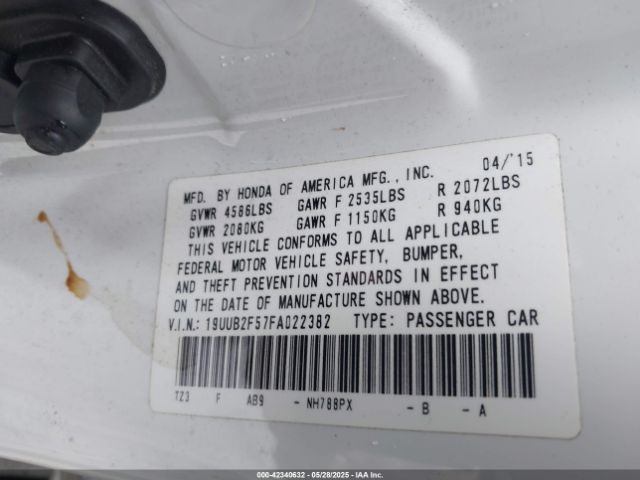 MFD. BY HONDA OF AMERICA MFG., INC. 04/'15
GVWR 4586LBS GAWR F 2535LBS R 2072LBS
GVWR 2080KG GAWR F 1150KG R 940KG
THIS VEHICLE CONFORMS TO ALL APPLICABLE
FEDERAL MOTOR VEHICLE SAFETY, BUMPER,
AND THEFT PREVENTION STANDARDS IN EFFECT
ON THE DATE OF MANUFACTURE SHOWN ABOVE.
V.I.N.: 19UUB2F57FA022382 TYPE: PASSENGER CAR
TZ3 F AB9 - NH788PX - B - A
000-42340632 - 05/28/2025 - IAAI.COM